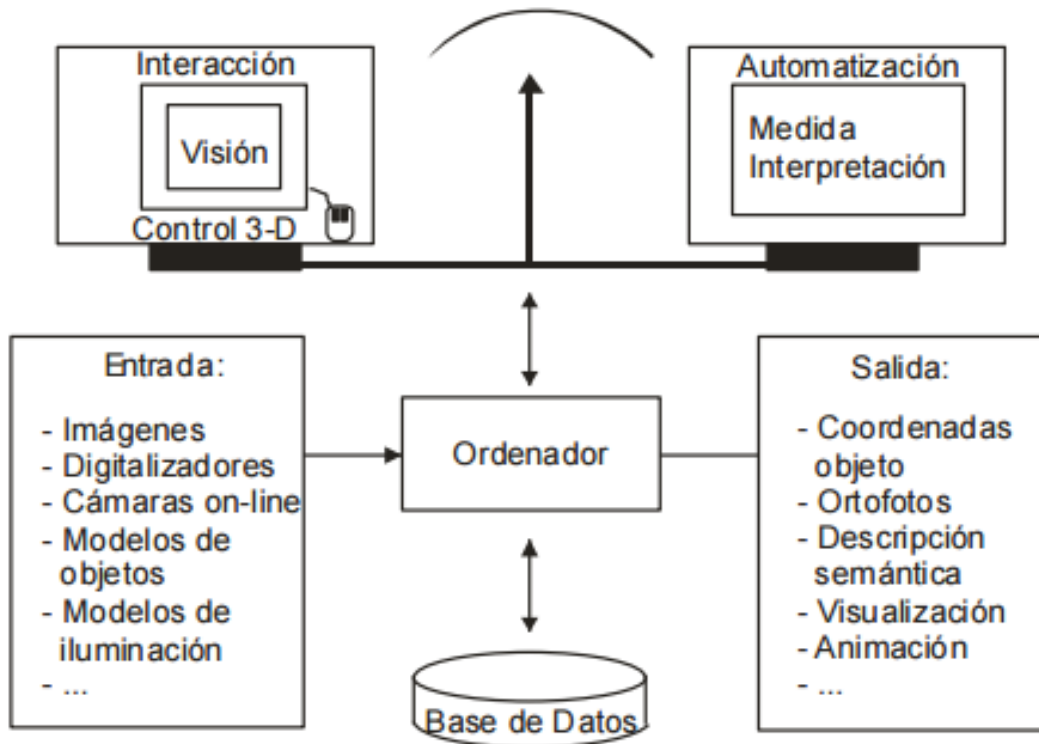 Interacción
Visión
Control 3-D
Automatización
Medida
Interpretación
Entrada:
- Imágenes
- Digitalizadores
- Cámaras on-line
- Modelos de
objetos
- Modelos de
iluminación
- ...
Ordenador
Base de Datos
Salida:
- Coordenadas
objeto
- Ortofotos
- Descripción
semántica
- Visualización
- Animación
- ...